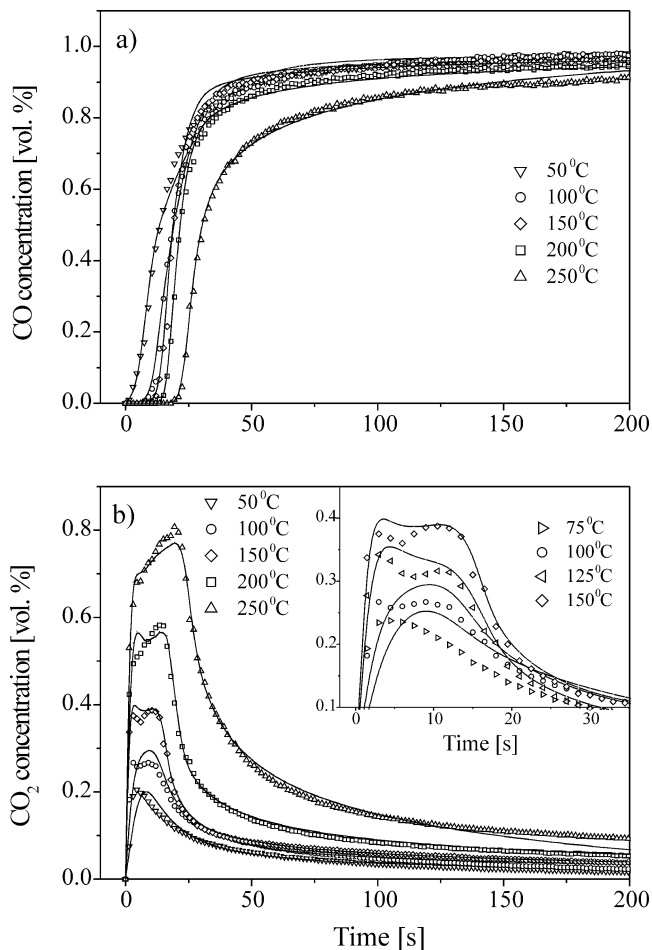 a)
CO concentration [vol. %]
1.0
0.8
0.6
0.4
0.2
0.0
50⁰C
100⁰C
150⁰C
200⁰C
250⁰C
0 50 100 150 200
b)
CO₂ concentration [vol. %]
0.8
0.6
0.4
0.2
0.0
50⁰C
100⁰C
150⁰C
200⁰C
250⁰C
0.4
0.3
0.2
0.1
75⁰C
100⁰C
125⁰C
150⁰C
0 10 20 30
Time [s]
0 50 100 150 200
Time [s]